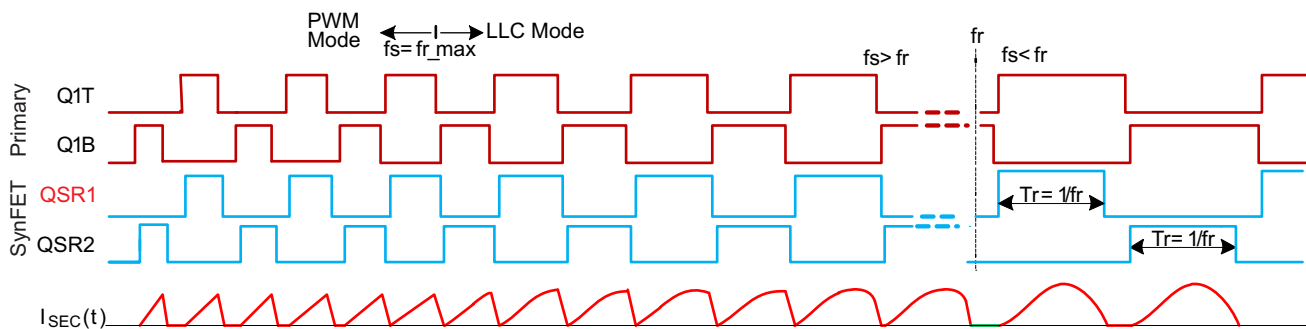 PWM Mode
LLC Mode
fs= fr_max
fs> fr
fr
fs< fr
Primary
Q1T
Q1B
SynFET
QSR1
QSR2
Tr= 1/fr
Tr= 1/fr
ISEC(t)